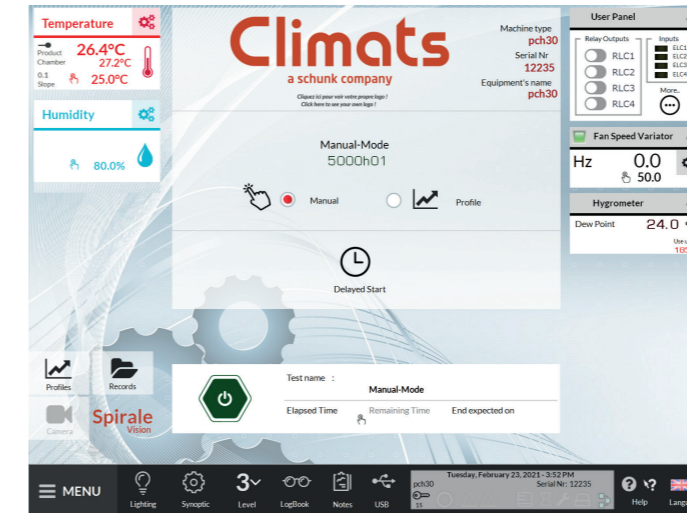 Temperature
Product
Chamber
26.4°C
27.2°C
0.1
Slope
25.0°C
Humidity
80.0%
Climats
a schunk company
Cliquez ici pour voir votre propre logo !
Click here to see your own logo !
Machine type
pch30
Serial Nr
12235
Equipment's name
pch30
Manual-Mode
5000h01
Manual
Profile
Delayed Start
User Panel
Relay Outputs
RLC1
RLC2
RLC3
RLC4
Inputs
ELC1
ELC2
ELC3
ELC4
More..
Fan Speed Variator
Hz
0.0
50.0
Hygrometer
Dew Point
24.0
Profiles
Records
Camera
Spirale
Vision
Test name :
Manual-Mode
Elapsed Time
Remaining Time
End expected on
MENU
Lighting
Synoptic
3
Level
LogBook
Notes
USB
Tuesday, February 23, 2021 - 3:52 PM
pch30
Serial Nr: 12235
15
Help